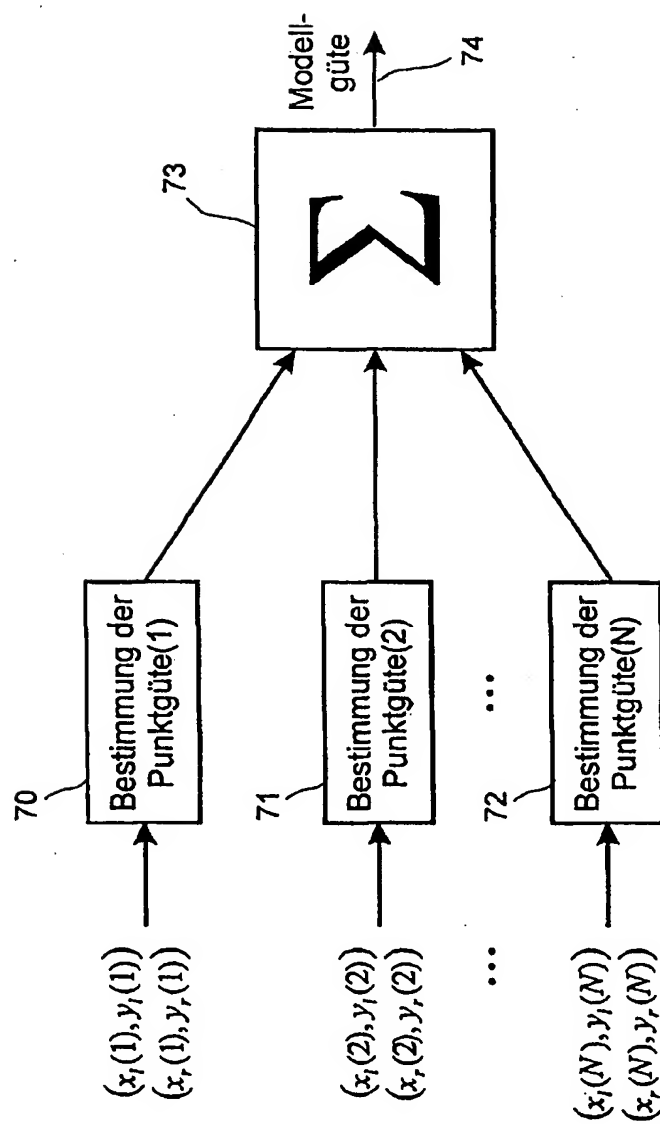 (x_l(1),y_l(1))
(x_r(1),y_r(1))
70
Bestimmung der
Punktgüte(1)
(x_l(2),y_l(2))
(x_r(2),y_r(2))
71
Bestimmung der
Punktgüte(2)
... ...
(x_l(N),y_l(N))
(x_r(N),y_r(N))
72
Bestimmung der
Punktgüte(N)
73
Σ
Modell-
güte
74